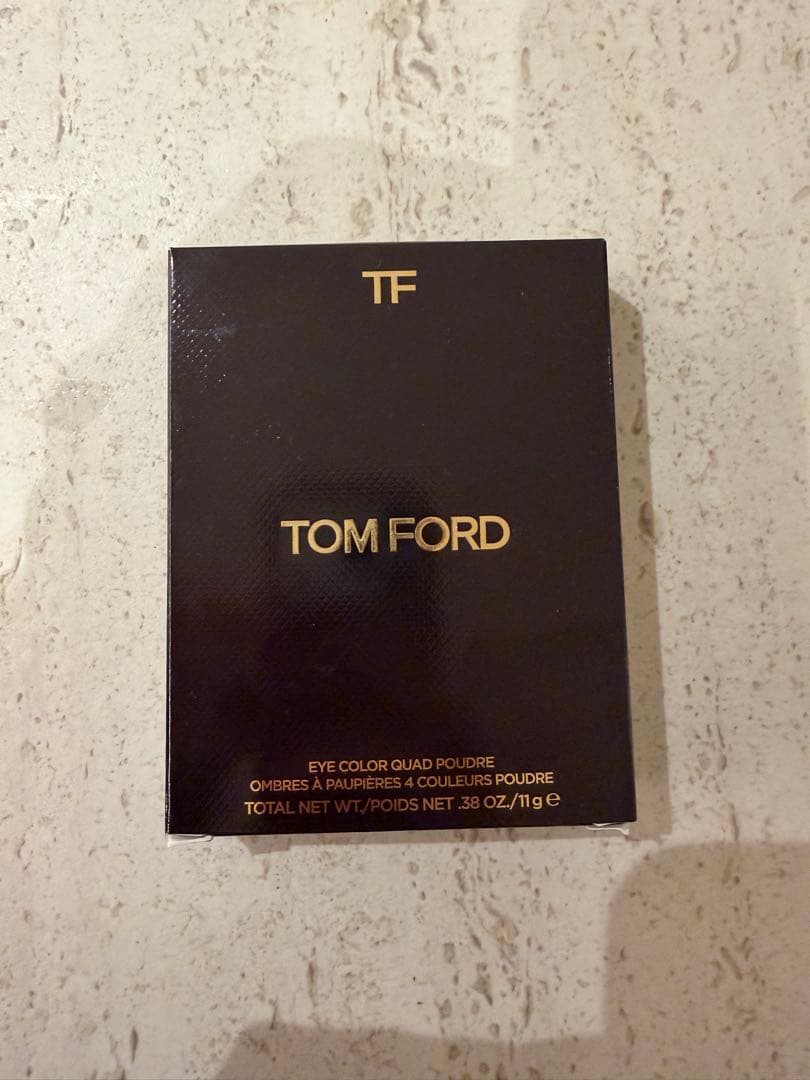 TF
TOM FORD
EYE COLOR QUAD POUDRE
OMBRES À PAUPIÈRES 4 COULEURS POUDRE
TOTAL NET WT./POIDS NET .38 OZ./11 g ℮